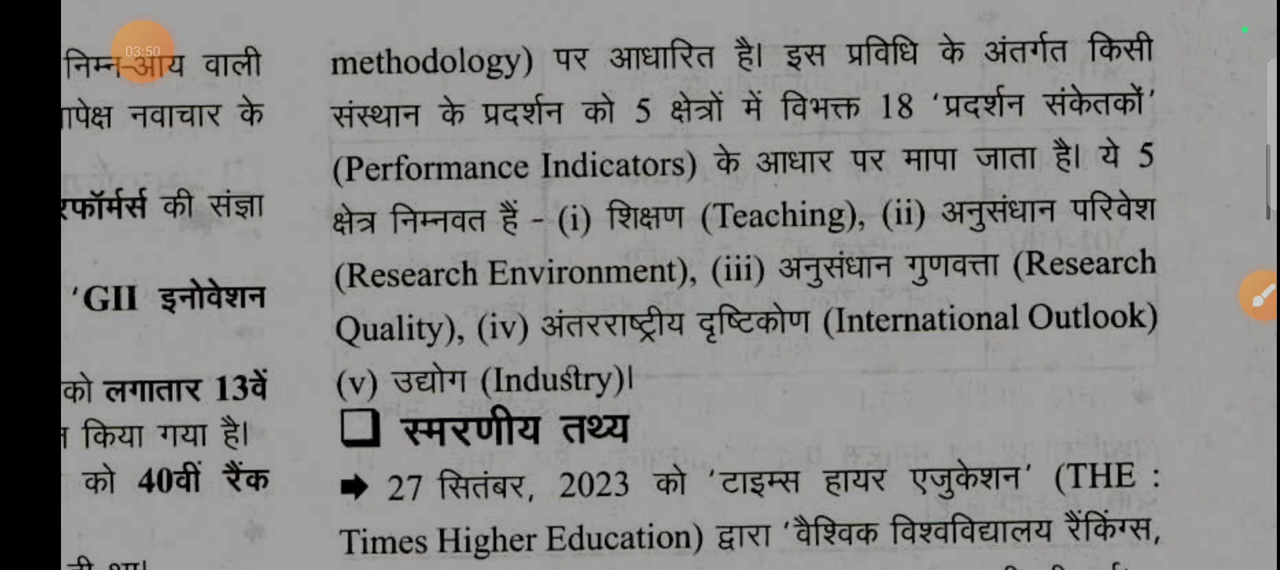 03:50
निम्न-आय वाली
नवाचार के
की संज्ञा
'GII इनोवेशन
को लगातार 13वें
किया गया है।
को 40वीं रैंक
methodology) पर आधारित है। इस प्रविधि के अंतर्गत किसी
संस्थान के प्रदर्शन को 5 क्षेत्रों में विभक्त 18 'प्रदर्शन संकेतकों'
(Performance Indicators) के आधार पर मापा जाता है। ये 5
क्षेत्र निम्नवत हैं - (i) शिक्षण (Teaching), (ii) अनुसंधान परिवेश
(Research Environment), (iii) अनुसंधान गुणवत्ता (Research
Quality), (iv) अंतरराष्ट्रीय दृष्टिकोण (International Outlook)
(v) उद्योग (Industry)।
❑ स्मरणीय तथ्य
➡ 27 सितंबर, 2023 को 'टाइम्स हायर एजुकेशन' (THE :
Times Higher Education) द्वारा 'वैश्विक विश्वविद्यालय रैंकिंग्स,